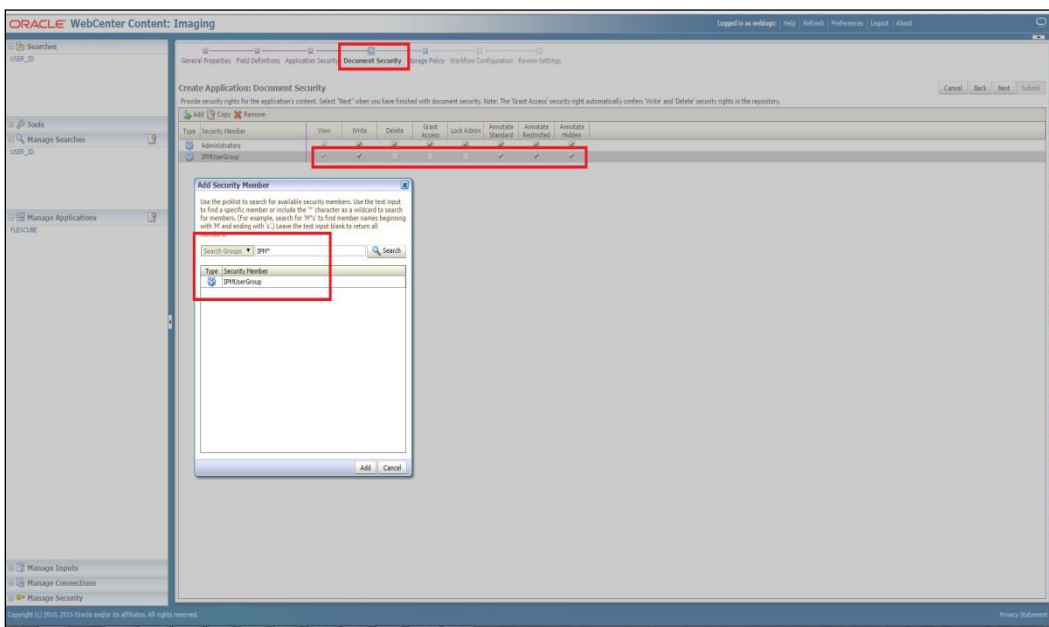 ORACLE WebCenter Content: Imaging
Logged in as weblogic Help Refresh Preferences Logout About
Searches
USER_ID
Tools
Manage Searches
USER_ID
Manage Applications
FLEXCUBE
Manage Inputs
Manage Connections
Manage Security
General Properties Field Definitions Application Security Document Security Storage Policy Workflow Configuration Review Settings
Create Application: Document Security
Cancel Back Next Submit
Provide security rights for the application's content. Select "Next" when you have finished with document security. Note: The 'Grant Access' security right automatically confers 'Write' and 'Delete' security rights in the repository.
Add Copy Remove
Type Security Member View Write Delete Grant Access Lock Admin Annotate Standard Annotate Restricted Annotate Hidden
Administrators
IPMUserGroup
Add Security Member
Use the picklist to search for available security members. Use the text input
to find a specific member or include the '*' character as a wildcard to search
for members. (For example, search for 'M*s' to find member names beginning
with 'M' and ending with 's'.) Leave the text input blank to return all
Search Groups IPM* Search
Type Security Member
IPMUserGroup
Add Cancel
Copyright (c) 2010, 2015 Oracle and/or its affiliates. All rights reserved.
Privacy Statement